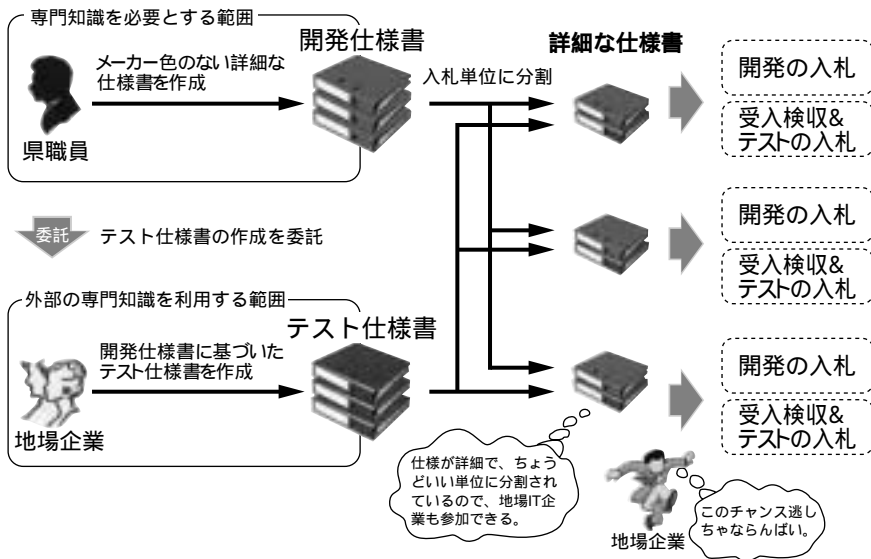 専門知識を必要とする範囲
開発仕様書
詳細な仕様書
メーカー色のない詳細な
仕様書を作成
入札単位に分割
県職員
開発の入札
受入検収&
テストの入札
委託
テスト仕様書の作成を委託
開発の入札
受入検収&
テストの入札
外部の専門知識を利用する範囲
テスト仕様書
開発仕様書に基づいた
テスト仕様書を作成
地場企業
開発の入札
受入検収&
テストの入札
仕様が詳細で、ちょう
どいい単位に分割され
ているので、地場IT企
業も参加できる。
地場企業
このチャンス逃し
ちゃならんばい。